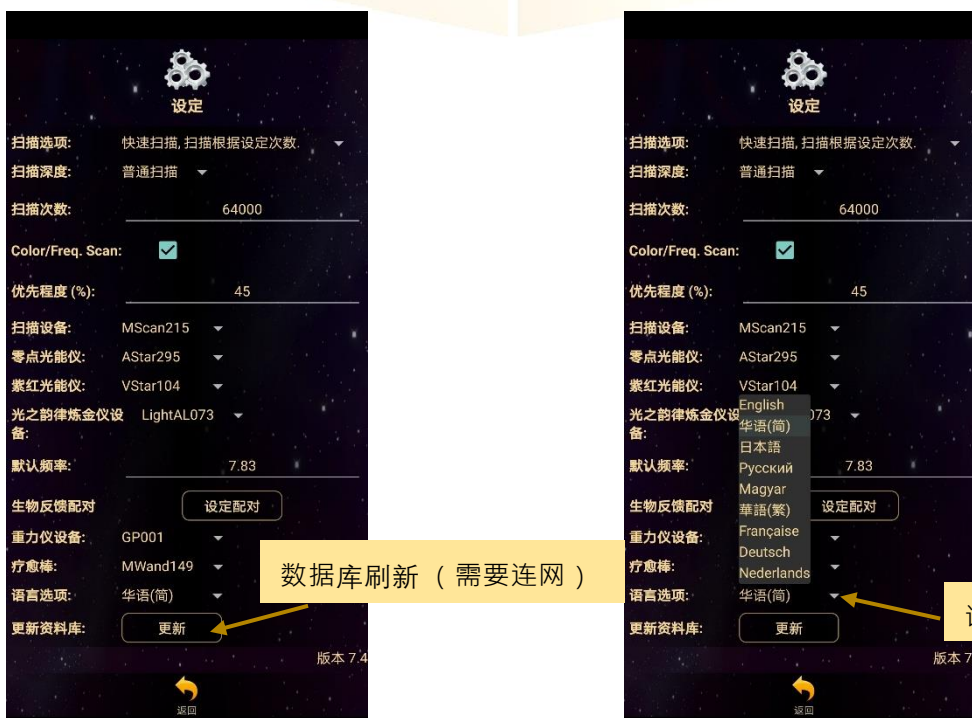 设定
扫描选项: 快速扫描, 扫描根据设定次数.
扫描深度: 普通扫描
扫描次数: 64000
Color/Freq. Scan:
优先程度 (%): 45
扫描设备: MScan215
零点光能仪: AStar295
紫红光能仪: VStar104
光之韵律炼金仪设 LightAL073
备:
默认频率: 7.83
生物反馈配对 设定配对
重力仪设备: GP001
疗愈棒: MWand149
语言选项: 华语(简)
更新资料库: 更新
版本 7.4
返回
数据库刷新 （需要连网）
设定
扫描选项: 快速扫描, 扫描根据设定次数.
扫描深度: 普通扫描
扫描次数: 64000
Color/Freq. Scan:
优先程度 (%): 45
扫描设备: MScan215
零点光能仪: AStar295
紫红光能仪: VStar104
光之韵律炼金仪设 073
备:
English
华语(简)
日本語
Русский
Magyar
華語(繁)
Française
Deutsch
Nederlands
默认频率: 7.83
生物反馈配对 设定配对
重力仪设备:
疗愈棒:
语言选项: 华语(简)
更新资料库: 更新
版本 7
返回